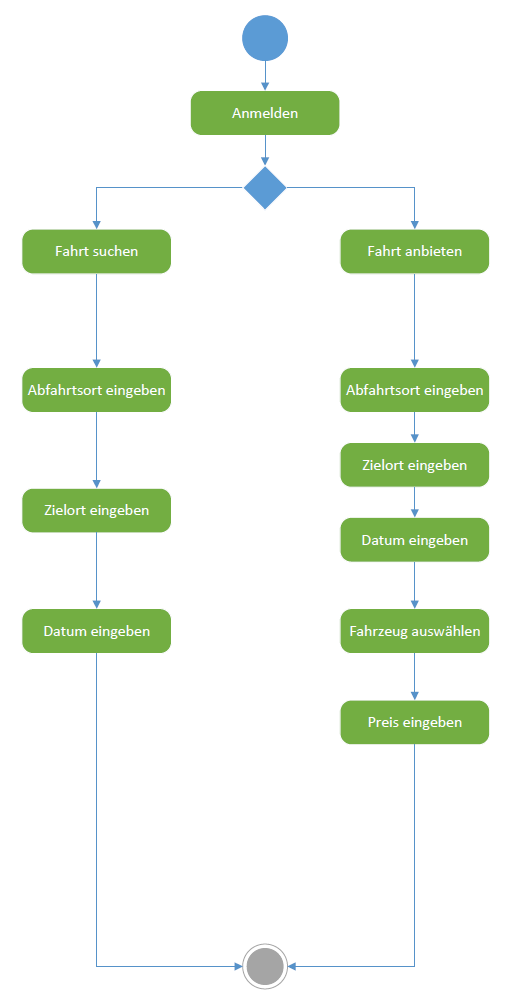 Anmelden
Fahrt suchen
Fahrt anbieten
Abfahrtsort eingeben
Abfahrtsort eingeben
Zielort eingeben
Zielort eingeben
Datum eingeben
Datum eingeben
Fahrzeug auswählen
Preis eingeben